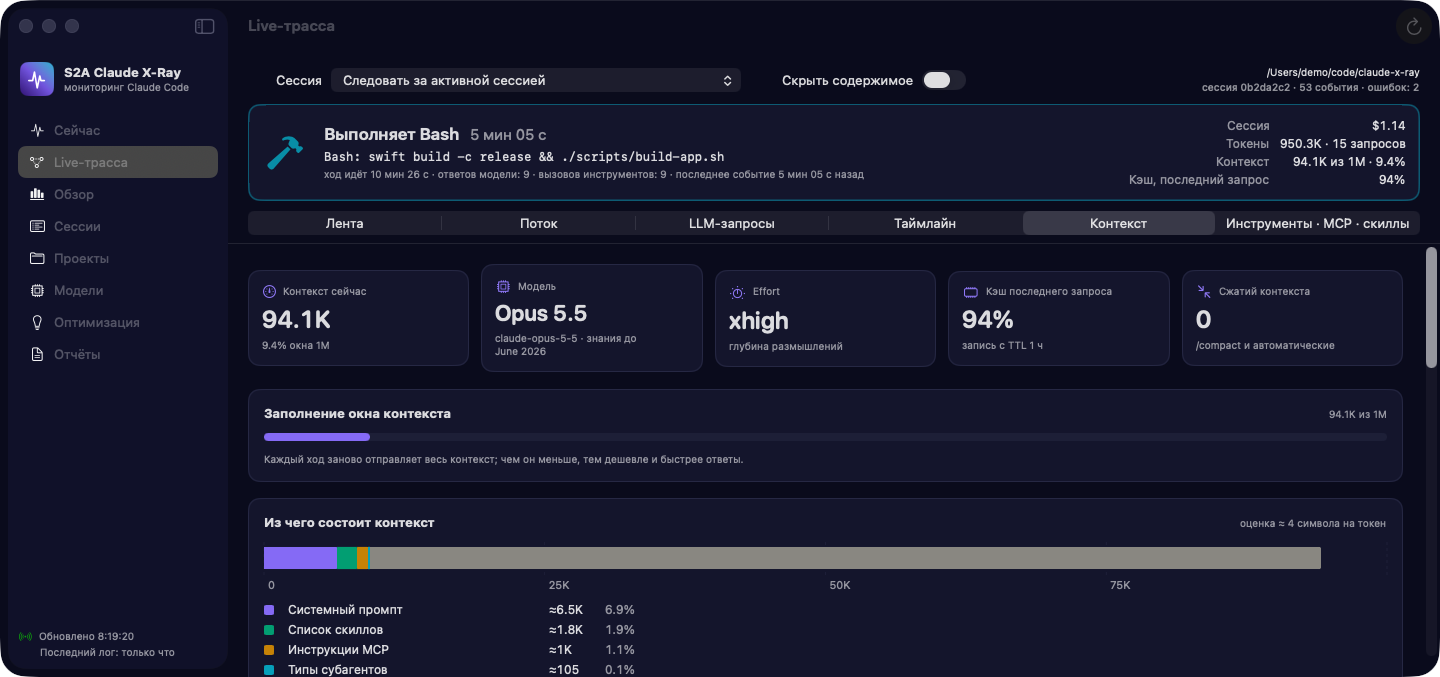 Live-трасса
S2A Claude X-Ray
мониторинг Claude Code
Сейчас
Live-трасса
Обзор
Сессии
Проекты
Модели
Оптимизация
Отчёты
Обновлено 8:19:20
Последний лог: только что
Сессия
Следовать за активной сессией
Скрыть содержимое
/Users/demo/code/claude-x-ray
сессия 0b2da2c2 · 53 события · ошибок: 2
Выполняет Bash 5 мин 05 с
Bash: swift build -c release && ./scripts/build-app.sh
ход идёт 10 мин 26 с · ответов модели: 9 · вызовов инструментов: 9 · последнее событие 5 мин 05 с назад
Сессия $1.14
Токены 950.3K · 15 запросов
Контекст 94.1K из 1M · 9.4%
Кэш, последний запрос 94%
Лента
Поток
LLM-запросы
Таймлайн
Контекст
Инструменты · MCP · скиллы
Контекст сейчас
94.1K
9.4% окна 1M
Модель
Opus 5.5
claude-opus-5-5 · знания до
June 2026
Effort
xhigh
глубина размышлений
Кэш последнего запроса
94%
запись с TTL 1 ч
Сжатий контекста
0
/compact и автоматические
Заполнение окна контекста
94.1K из 1M
Каждый ход заново отправляет весь контекст; чем он меньше, тем дешевле и быстрее ответы.
Из чего состоит контекст
оценка ≈ 4 символа на токен
0 25K 50K 75K
Системный промпт ≈6.5K 6.9%
Список скиллов ≈1.8K 1.9%
Инструкции MCP ≈1K 1.1%
Типы субагентов ≈105 0.1%